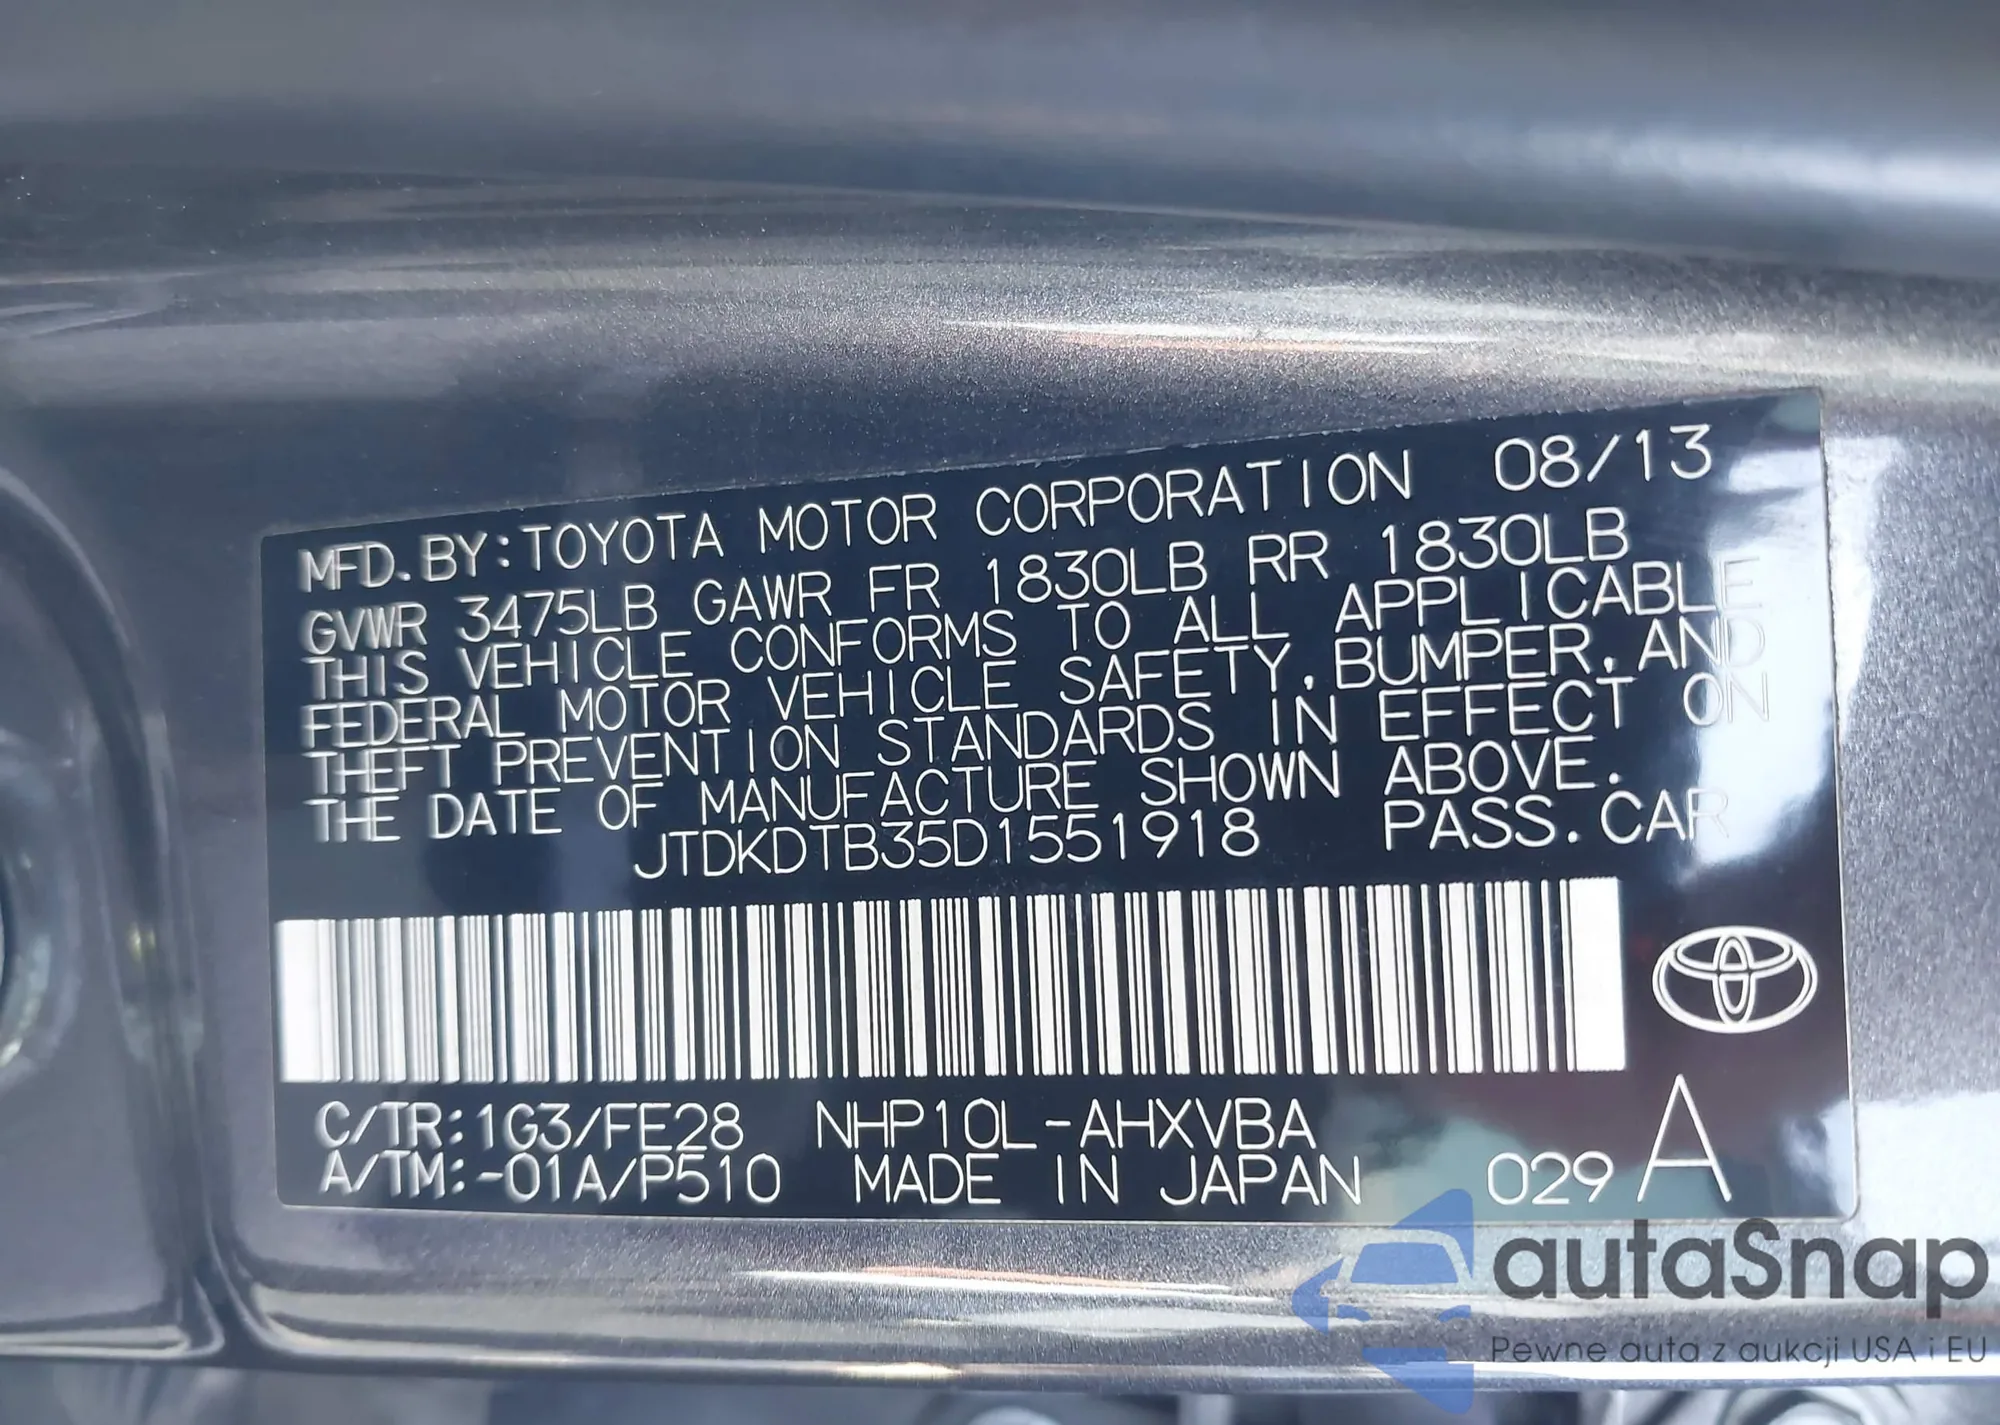 MFD. BY: TOYOTA MOTOR CORPORATION 08/13
GVWR 3475LB GAWR FR 1830LB RR 1830LB
THIS VEHICLE CONFORMS TO ALL APPLICABLE
FEDERAL MOTOR VEHICLE SAFETY, BUMPER, AND
THEFT PREVENTION STANDARDS IN EFFECT ON
THE DATE OF MANUFACTURE SHOWN ABOVE.
JTDKDTB35D1551918 PASS. CAR
C/TR: 1G3/FE28 NHP10L-AHXVBA
A/TM: -01A/P510 MADE IN JAPAN 029 A
autaSnap
Pewne auta z aukcji USA i EU